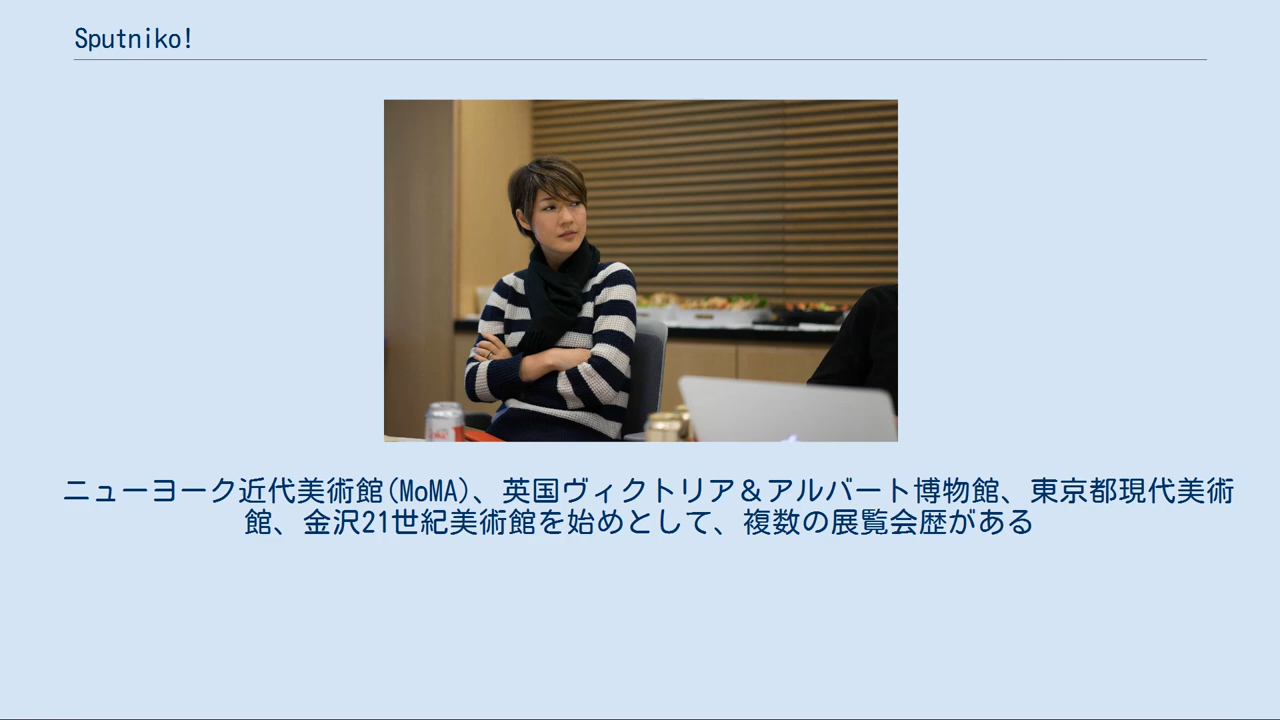 Sputniko!
ニューヨーク近代美術館(MoMA)、英国ヴィクトリア＆アルバート博物館、東京都現代美術
館、金沢21世紀美術館を始めとして、複数の展覧会歴がある